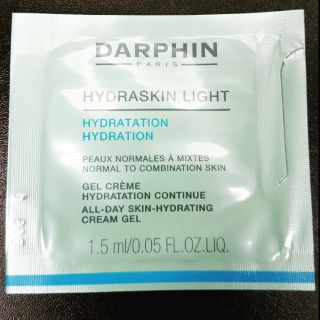 DARPHIN
PARIS
HYDRASKIN LIGHT
HYDRATATION
HYDRATION
PEAUX NORMALES À MIXTES
NORMAL TO COMBINATION SKIN
GEL CRÈME
HYDRATATION CONTINUE
ALL-DAY SKIN-HYDRATING
CREAM GEL
1.5 ml/0.05 FL.OZ.LIQ.